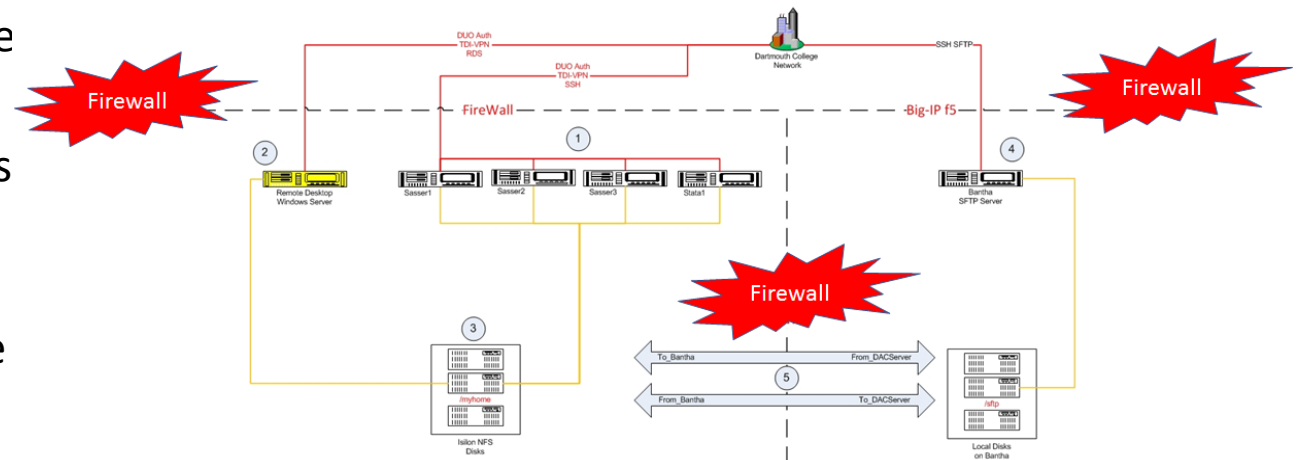 e
s
e
DUO Auth
TDI-VPN
RDS
DUO Auth
TDI-VPN
SSH
Dartmouth College
Network
SSH SFTP
Firewall
Firewall
FireWall
Big-IP f5
1
2
4
Remote Desktop
Windows Server
Sasser1
Sasser2
Sasser3
Stata1
Bantha
SFTP Server
Firewall
3
/myhome
Isilon NFS
Disks
To_Bantha
From_DACServer
5
From_Bantha
To_DACServer
/sftp
Local Disks
on Bantha